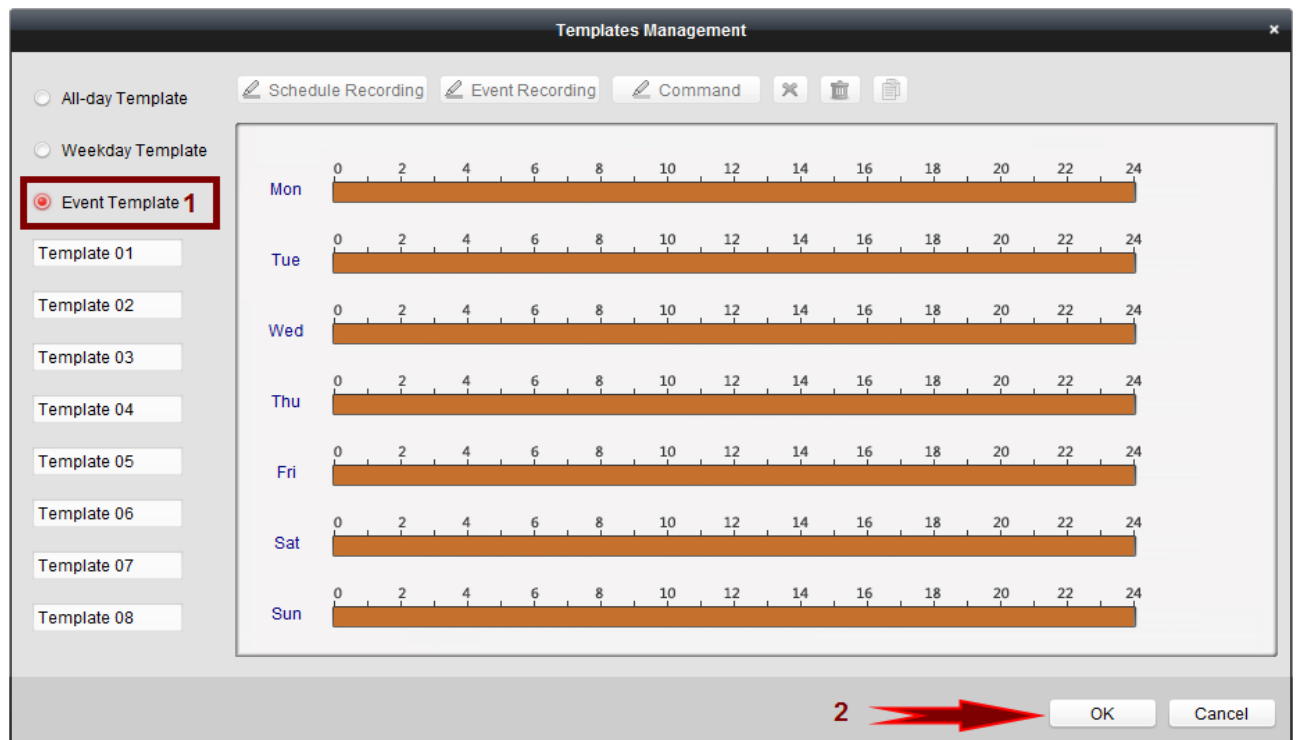 Templates Management
×
All-day Template
Schedule Recording
Event Recording
Command
Weekday Template
Event Template 1
Template 01
Template 02
Template 03
Template 04
Template 05
Template 06
Template 07
Template 08
0 2 4 6 8 10 12 14 16 18 20 22 24
Mon
0 2 4 6 8 10 12 14 16 18 20 22 24
Tue
0 2 4 6 8 10 12 14 16 18 20 22 24
Wed
0 2 4 6 8 10 12 14 16 18 20 22 24
Thu
0 2 4 6 8 10 12 14 16 18 20 22 24
Fri
0 2 4 6 8 10 12 14 16 18 20 22 24
Sat
0 2 4 6 8 10 12 14 16 18 20 22 24
Sun
2
OK
Cancel